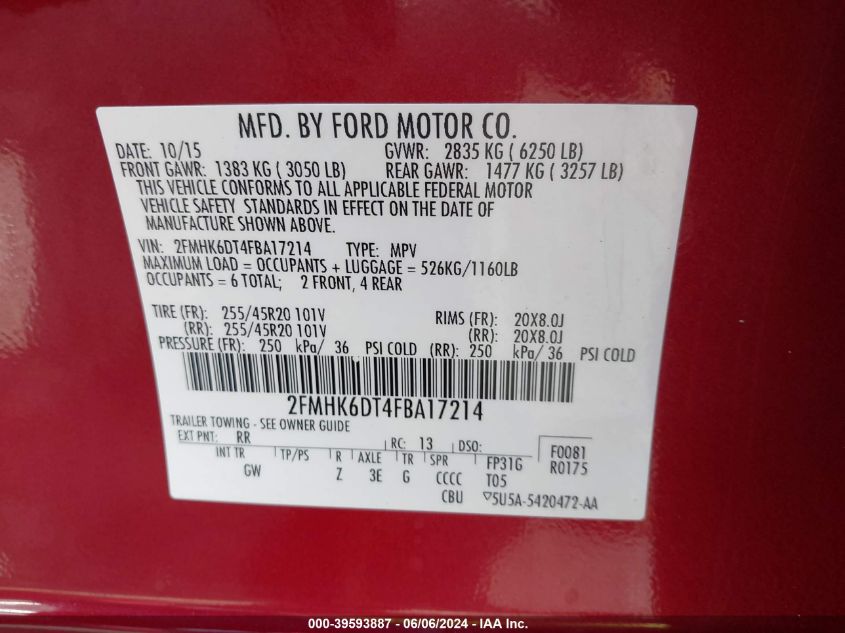 MFD. BY FORD MOTOR CO.
DATE: 10/15 GVWR: 2835 KG ( 6250 LB)
FRONT GAWR: 1383 KG ( 3050 LB) REAR GAWR: 1477 KG ( 3257 LB)
THIS VEHICLE CONFORMS TO ALL APPLICABLE FEDERAL MOTOR
VEHICLE SAFETY STANDARDS IN EFFECT ON THE DATE OF
MANUFACTURE SHOWN ABOVE.
VIN: 2FMHK6DT4FBA17214 TYPE: MPV
MAXIMUM LOAD = OCCUPANTS + LUGGAGE = 526KG/1160LB
OCCUPANTS = 6 TOTAL; 2 FRONT, 4 REAR
TIRE (FR): 255/45R20 101V RIMS (FR): 20X8.0J
(RR): 255/45R20 101V (RR): 20X8.0J
PRESSURE (FR): 250 kPa/ 36 PSI COLD (RR): 250 kPa/ 36 PSI COLD
2FMHK6DT4FBA17214
TRAILER TOWING - SEE OWNER GUIDE
EXT PNT: RR RC: 13 DSO: F0081
INT TR TP/PS R AXLE TR SPR FP31G R0175
GW Z 3E G CCCC T05
CBU ▽5U5A-5420472-AA
000-39593887 - 06/06/2024 - IAA Inc.